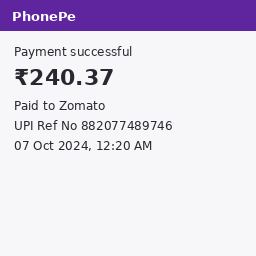 PhonePe
Payment successful
₹240.37
Paid to Zomato
UPI Ref No 882077489746
07 Oct 2024, 12:20 AM